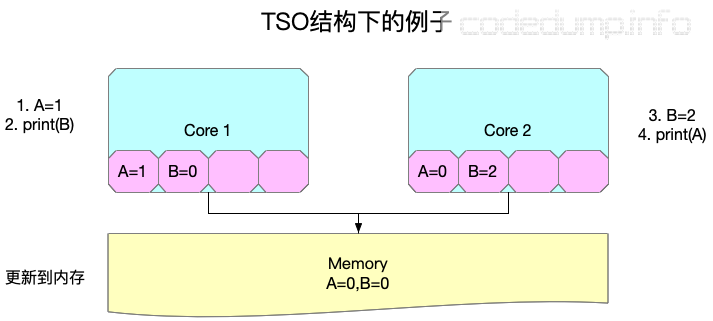 TSO结构下的例子
codedump.info
1. A=1
2. print(B)
Core 1
A=1 B=0
Core 2
A=0 B=2
3. B=2
4. print(A)
更新到内存
Memory
A=0,B=0